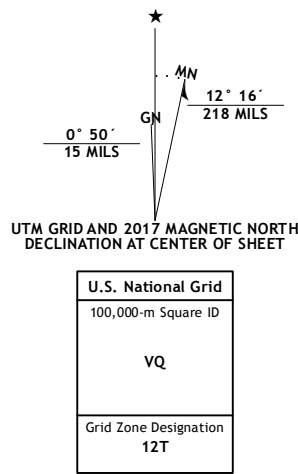 ★
MN
GN
12° 16´
218 MILS
0° 50´
15 MILS
UTM GRID AND 2017 MAGNETIC NORTH
DECLINATION AT CENTER OF SHEET
U.S. National Grid
100,000-m Square ID
VQ
Grid Zone Designation
12T